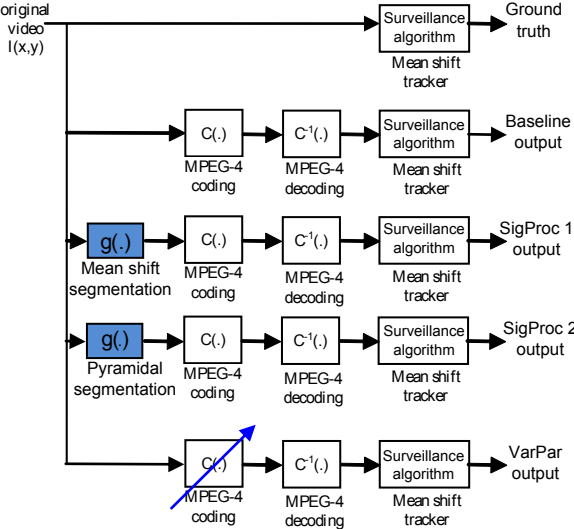 original
video
I(x,y)
Surveillance
algorithm
Mean shift
tracker
Ground
truth
C(.)
MPEG-4
coding
C-1(.)
MPEG-4
decoding
Surveillance
algorithm
Mean shift
tracker
Baseline
output
g(.)
Mean shift
segmentation
C(.)
MPEG-4
coding
C-1(.)
MPEG-4
decoding
Surveillance
algorithm
Mean shift
tracker
SigProc 1
output
g(.)
Pyramidal
segmentation
C(.)
MPEG-4
coding
C-1(.)
MPEG-4
decoding
Surveillance
algorithm
Mean shift
tracker
SigProc 2
output
C(.)
MPEG-4
coding
C-1(.)
MPEG-4
decoding
Surveillance
algorithm
Mean shift
tracker
VarPar
output